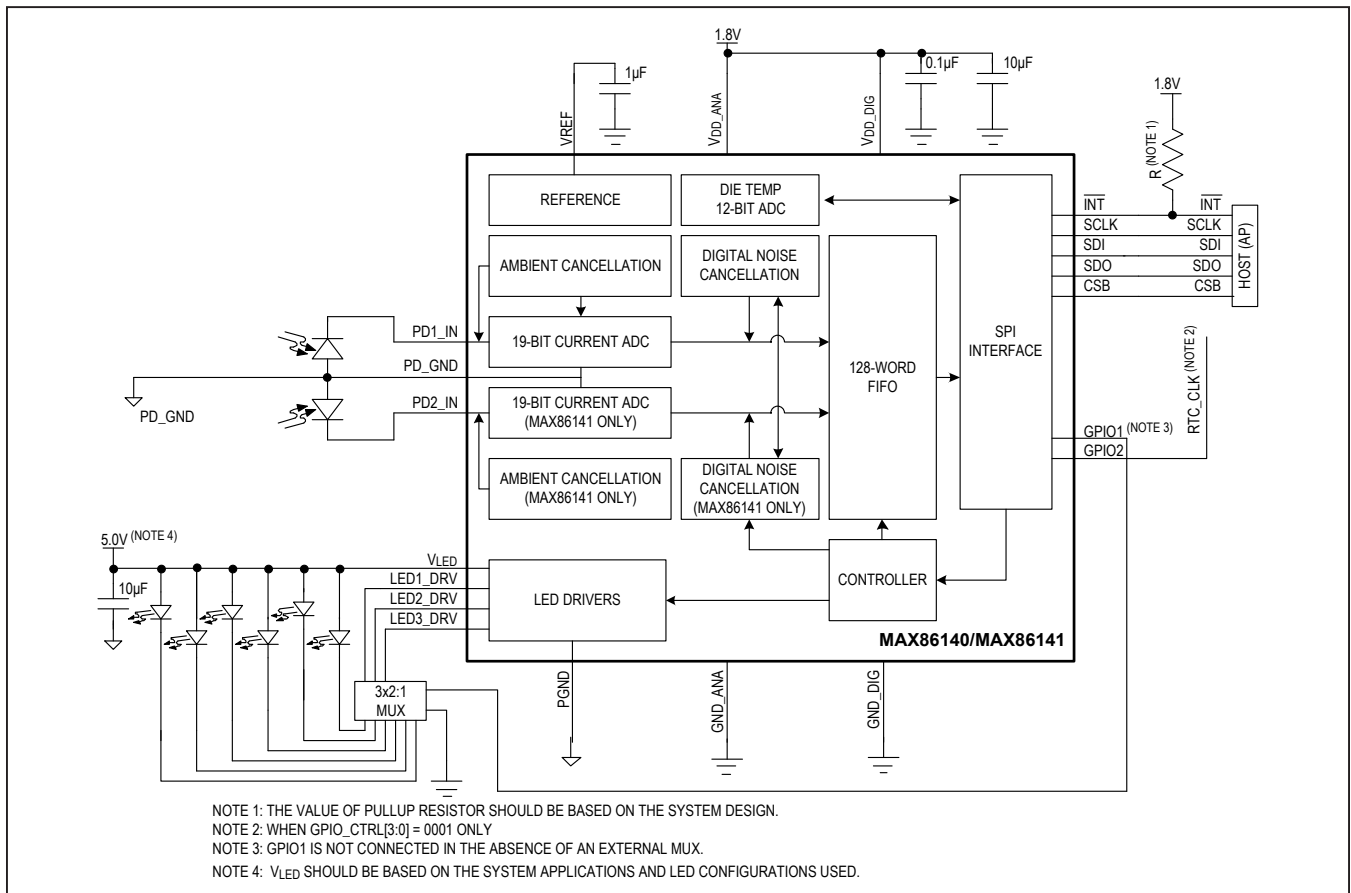 1.8V
1µF
0.1µF
10µF
1.8V
VREF
VDD_ANA
VDD_DIG
R (NOTE 1)
REFERENCE
DIE TEMP
12-BIT ADC
INT
INT
SCLK
SCLK
SDI
SDI
SDO
SDO
CSB
CSB
HOST (AP)
AMBIENT CANCELLATION
DIGITAL NOISE
CANCELLATION
SPI
INTERFACE
PD1_IN
19-BIT CURRENT ADC
PD_GND
128-WORD
FIFO
PD_GND
PD2_IN
19-BIT CURRENT ADC
(MAX86141 ONLY)
RTC_CLK (NOTE 2)
GPIO1 (NOTE 3)
GPIO2
AMBIENT CANCELLATION
(MAX86141 ONLY)
DIGITAL NOISE
CANCELLATION
(MAX86141 ONLY)
5.0V (NOTE 4)
10µF
VLED
LED1_DRV
LED2_DRV
LED3_DRV
LED DRIVERS
CONTROLLER
MAX86140/MAX86141
3x2:1
MUX
PGND
GND_ANA
GND_DIG
NOTE 1: THE VALUE OF PULLUP RESISTOR SHOULD BE BASED ON THE SYSTEM DESIGN.
NOTE 2: WHEN GPIO_CTRL[3:0] = 0001 ONLY
NOTE 3: GPIO1 IS NOT CONNECTED IN THE ABSENCE OF AN EXTERNAL MUX.
NOTE 4: VLED SHOULD BE BASED ON THE SYSTEM APPLICATIONS AND LED CONFIGURATIONS USED.